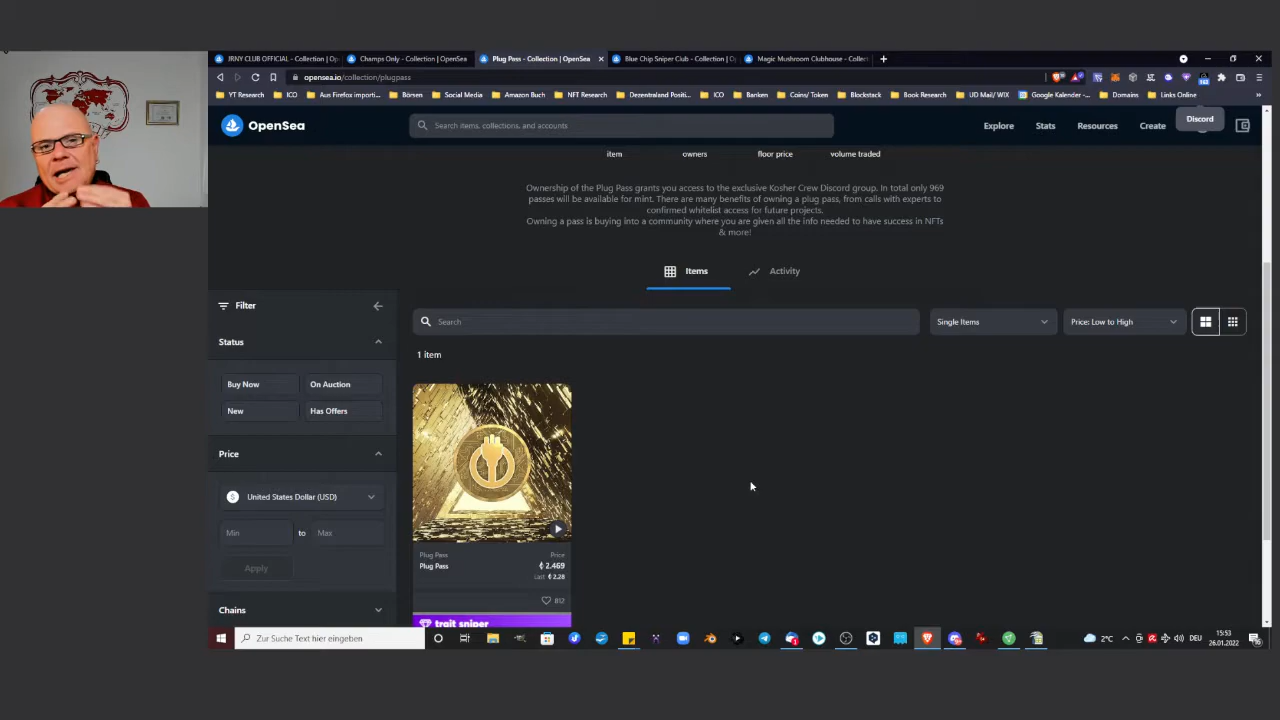 JRNY CLUB OFFICIAL - Collection | Op
Champs Only - Collection | OpenSea
Plug Pass - Collection | OpenSea
Blue Chip Sniper Club - Collection | O
Magic Mushroom Clubhouse - Collect
opensea.io/collection/plugpass
YT Research
ICO
Aus Firefox importi...
Börsen
Social Media
Amazon Buch
NFT Research
Dezentraland Positi...
ICO
Banken
Coins/ Token
Blockstack
Book Research
UD Mail/ WIX
Google Kalender -...
Domains
Links Online
OpenSea
Search items, collections, and accounts
Explore
Stats
Resources
Create
Discord
item
owners
floor price
volume traded
Ownership of the Plug Pass grants you access to the exclusive Kosher Crew Discord group. In total only 969
passes will be available for mint. There are many benefits of owning a plug pass, from calls with experts to
confirmed whitelist access for future projects.
Owning a pass is buying into a community where you are given all the info needed to have success in NFTs
& more!
Items
Activity
Filter
Search
Single Items
Price: Low to High
Status
1 item
Buy Now
On Auction
New
Has Offers
Price
United States Dollar (USD)
Min
to
Max
Apply
Chains
Plug Pass
Price
Plug Pass
2.469
Last 2.28
812
trait sniper
Zur Suche Text hier eingeben
2°C
DEU
15:53
26.01.2022